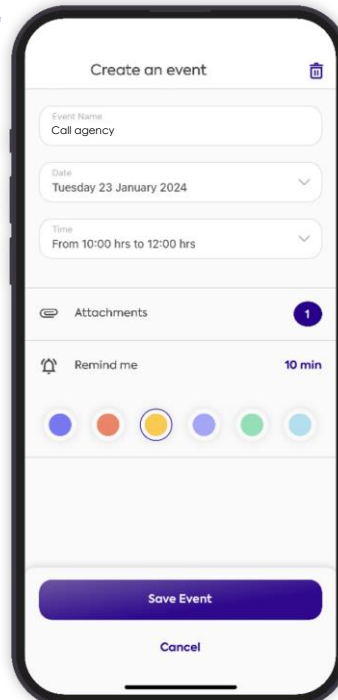 Create an event
Event Name
Call agency
Date
Tuesday 23 January 2024
Time
From 10:00 hrs to 12:00 hrs
Attachments
1
Remind me
10 min
Save Event
Cancel